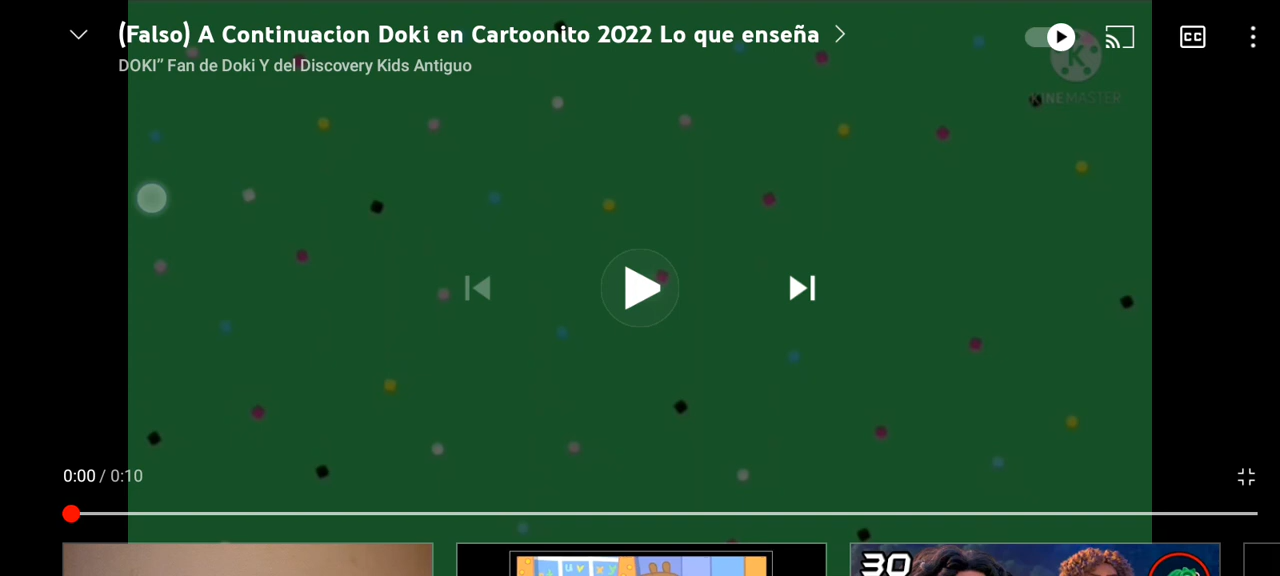 (Falso) A Continuacion Doki en Cartoonito 2022 Lo que enseña
DOKI” Fan de Doki Y del Discovery Kids Antiguo
CC
K
KINEMASTER
0:00 / 0:10
u v x y
30